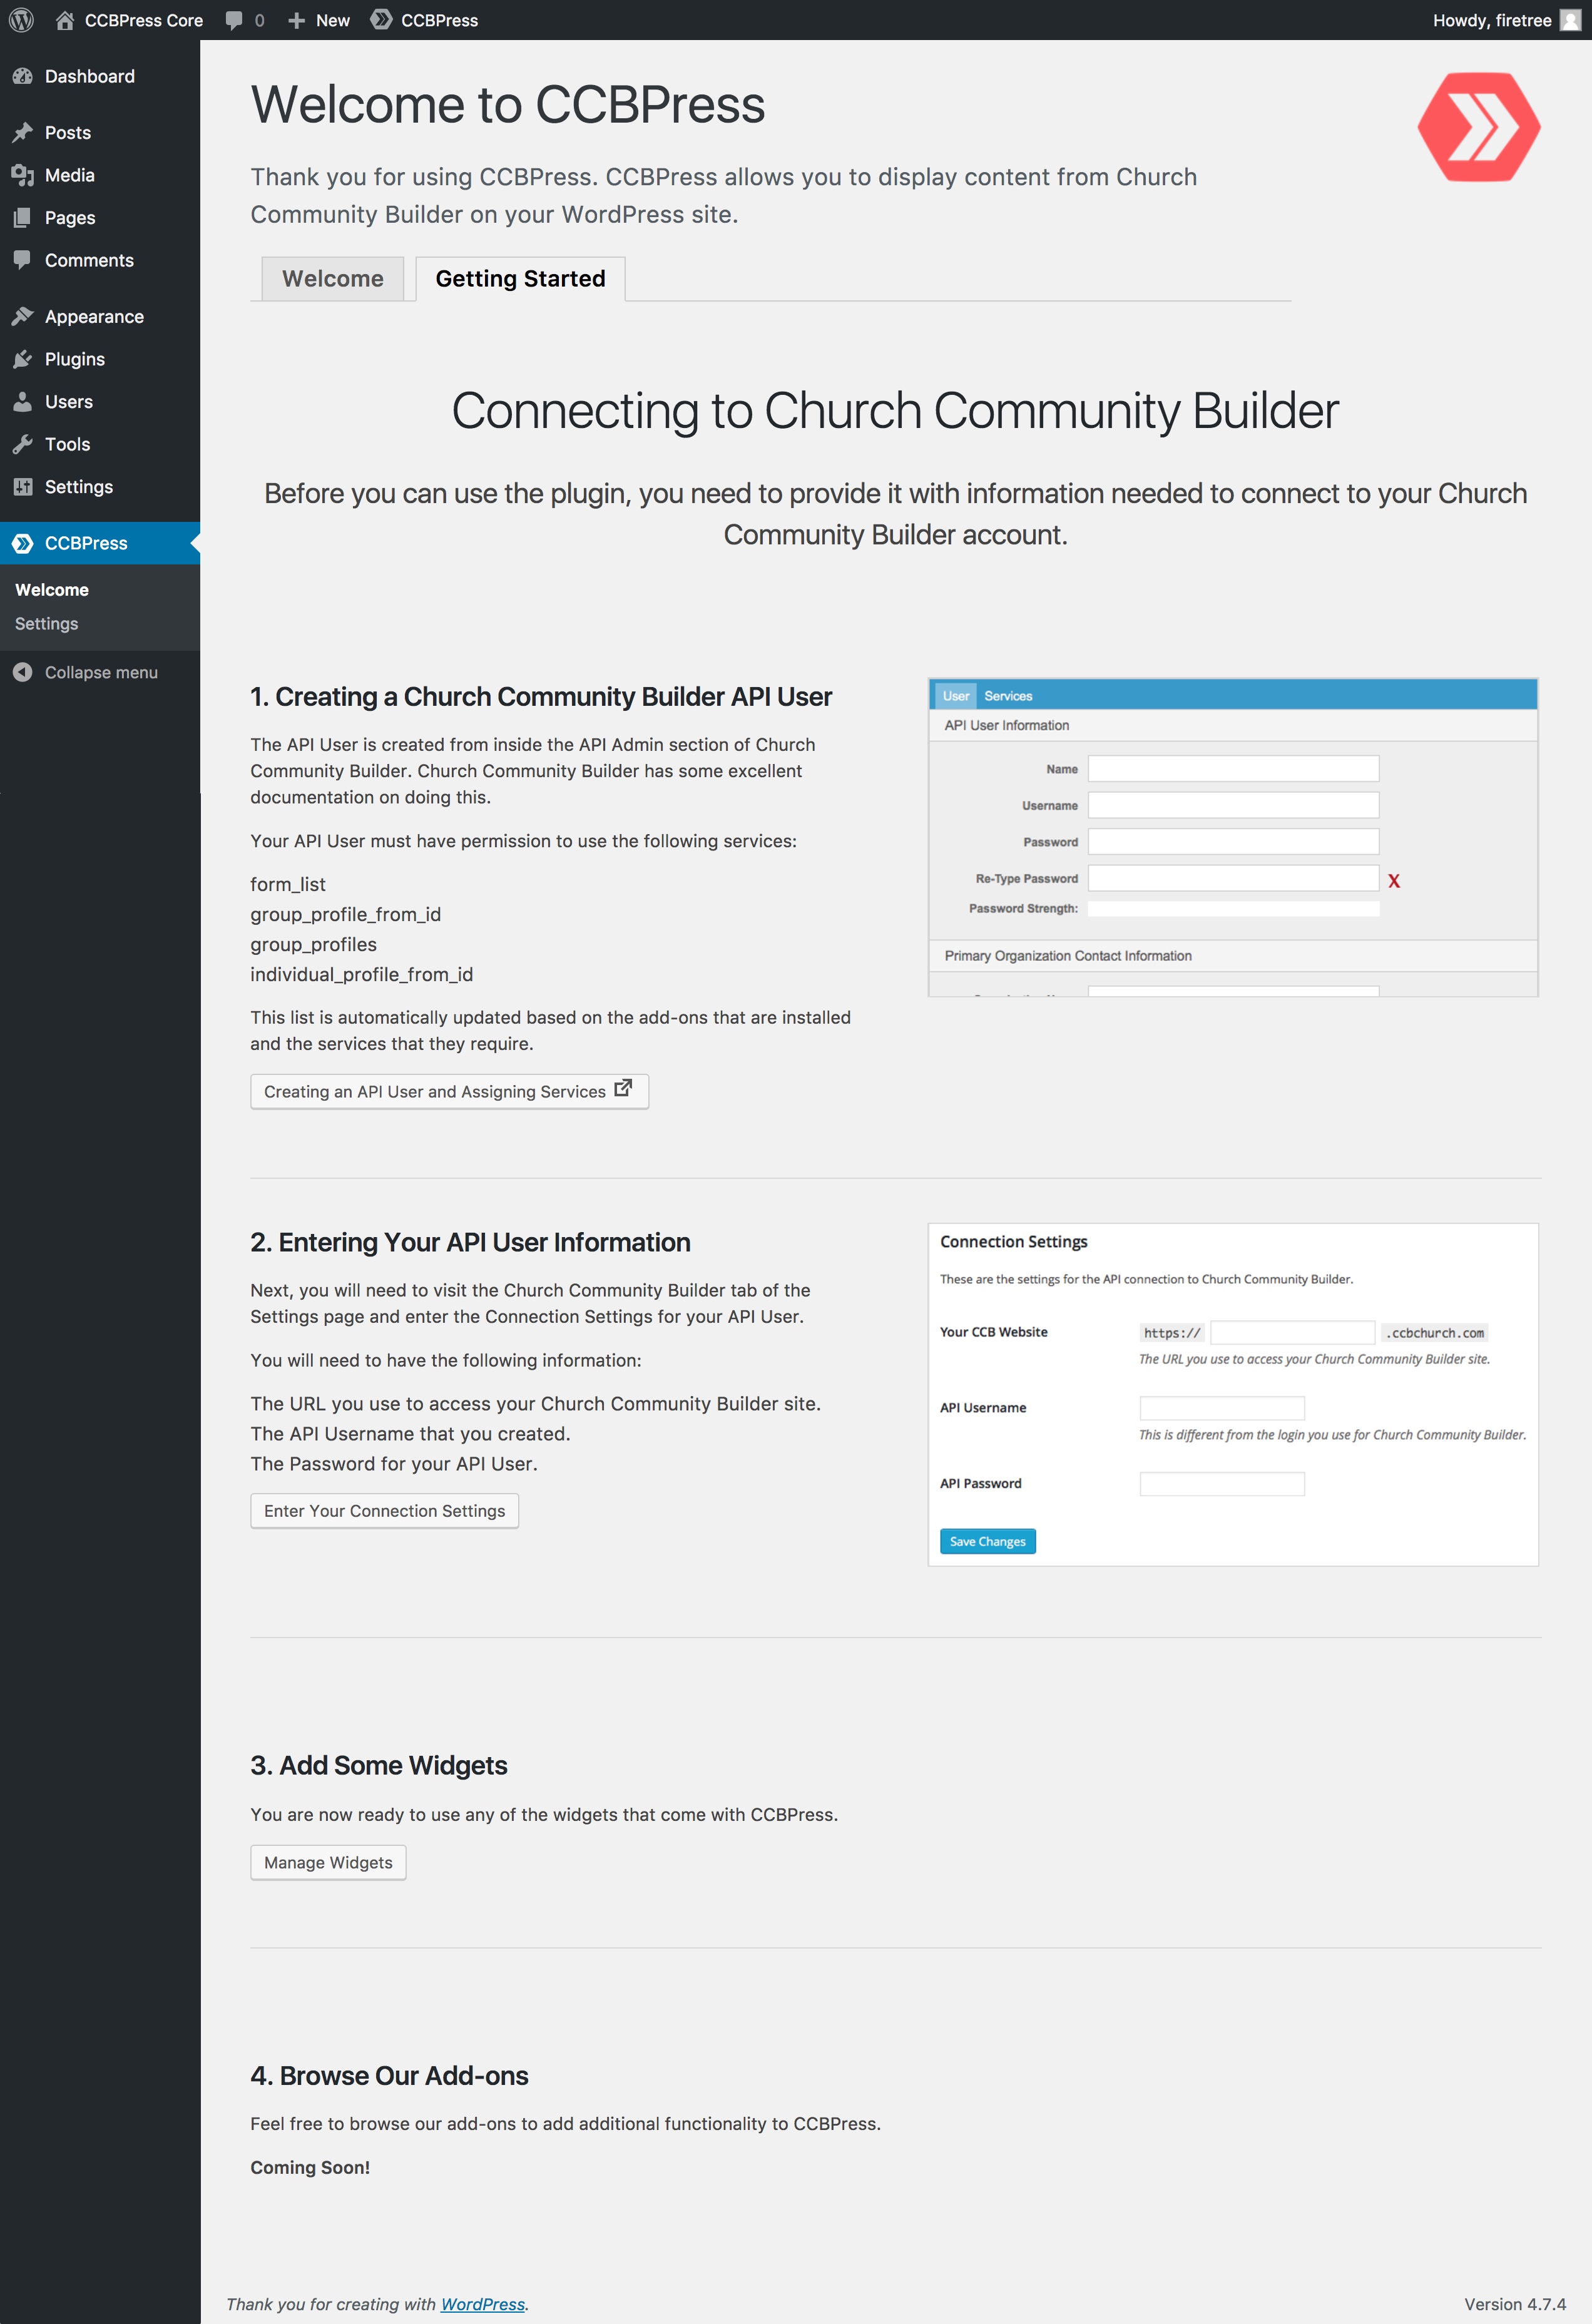 CCBPress Core 0 New CCBPress Howdy, firetree
Dashboard
Posts
Media
Pages
Comments
Appearance
Plugins
Users
Tools
Settings
CCBPress
Welcome
Settings
Collapse menu
Welcome to CCBPress
Thank you for using CCBPress. CCBPress allows you to display content from Church
Community Builder on your WordPress site.
Welcome Getting Started
Connecting to Church Community Builder
Before you can use the plugin, you need to provide it with information needed to connect to your Church
Community Builder account.
1. Creating a Church Community Builder API User
The API User is created from inside the API Admin section of Church
Community Builder. Church Community Builder has some excellent
documentation on doing this.
Your API User must have permission to use the following services:
form_list
group_profile_from_id
group_profiles
individual_profile_from_id
This list is automatically updated based on the add-ons that are installed
and the services that they require.
Creating an API User and Assigning Services
User Services
API User Information
Name
Username
Password
Re-Type Password X
Password Strength:
Primary Organization Contact Information
2. Entering Your API User Information
Next, you will need to visit the Church Community Builder tab of the
Settings page and enter the Connection Settings for your API User.
You will need to have the following information:
The URL you use to access your Church Community Builder site.
The API Username that you created.
The Password for your API User.
Enter Your Connection Settings
Connection Settings
These are the settings for the API connection to Church Community Builder.
Your CCB Website https:// .ccbchurch.com
The URL you use to access your Church Community Builder site.
API Username
This is different from the login you use for Church Community Builder.
API Password
Save Changes
3. Add Some Widgets
You are now ready to use any of the widgets that come with CCBPress.
Manage Widgets
4. Browse Our Add-ons
Feel free to browse our add-ons to add additional functionality to CCBPress.
Coming Soon!
Thank you for creating with WordPress. Version 4.7.4